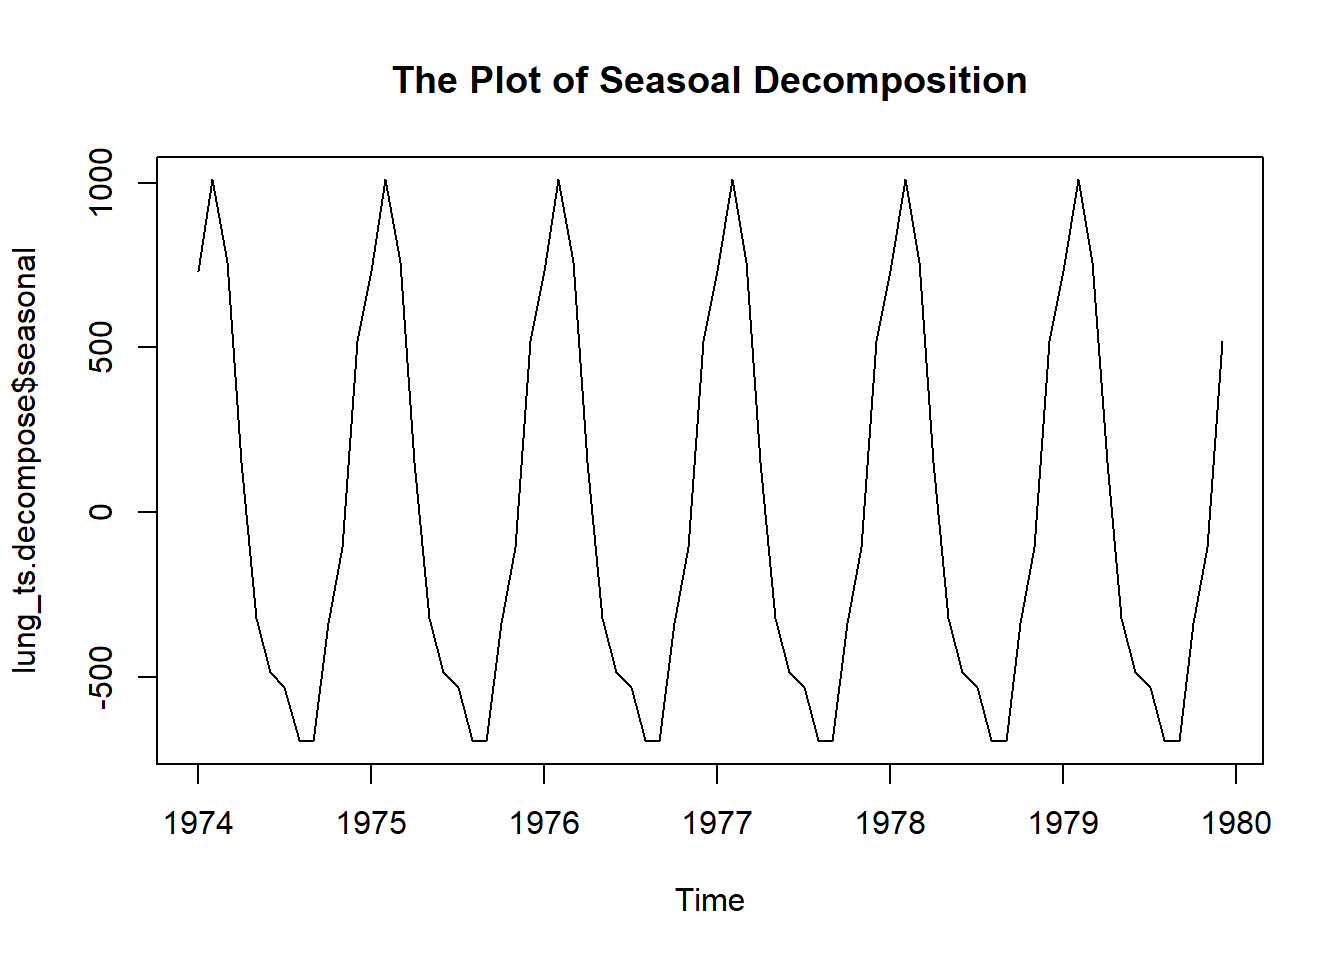 The Plot of Seasoal Decomposition
lung_ts.decompose$seasonal
1000
500
0
-500
1974 1975 1976 1977 1978 1979 1980
Time